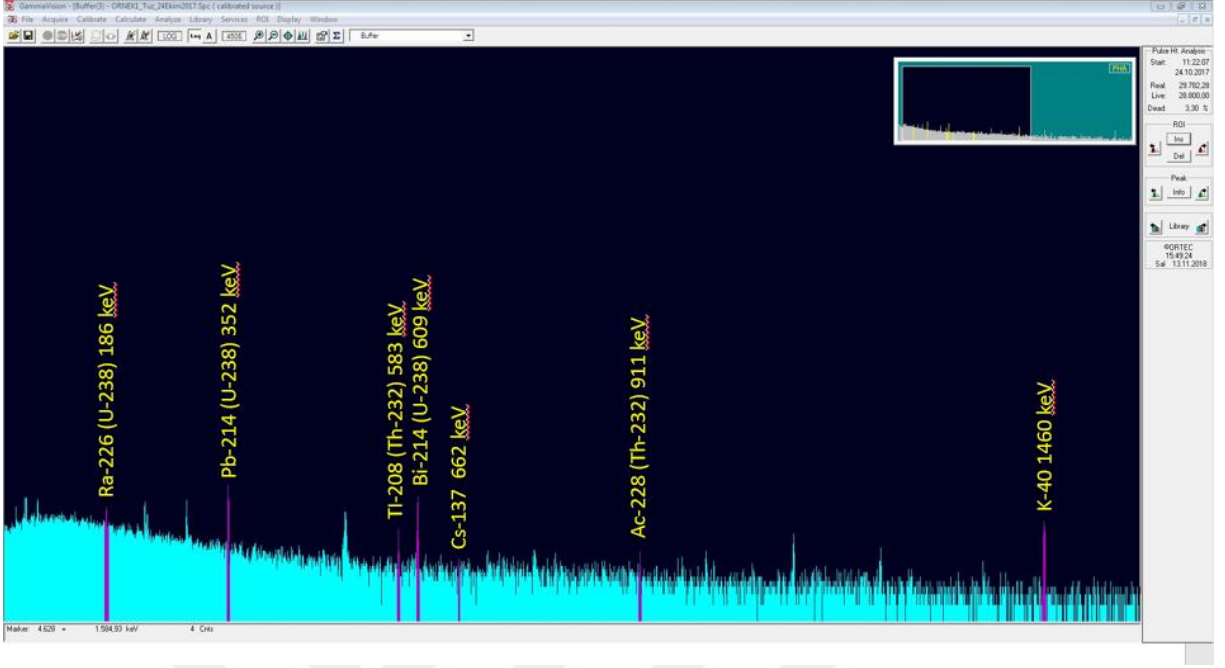 GammaVision - [Buffer(3) - ORNEK1_Tuz_24Ekim2017.Spc ( calibrated source )]
File Acquire Calibrate Calculate Analyze Library Services ROI Display Window
LOG Log A 450E Σ Buffer
PHA
Pulse Ht. Analysis
Start: 11:22:07
24.10.2017
Real: 29.782,28
Live: 28.800,00
Dead: 3,30 %
ROI
Ins
Del
Peak
Info
Library
©ORTEC
15:49:24
Sal 13.11.2018
Ra-226 (U-238) 186 keV
Pb-214 (U-238) 352 keV
Tl-208 (Th-232) 583 keV
Bi-214 (U-238) 609 keV
Cs-137 662 keV
Ac-228 (Th-232) 911 keV
K-40 1460 keV
Marker: 4.628 = 1.584,93 keV 4 Cnts